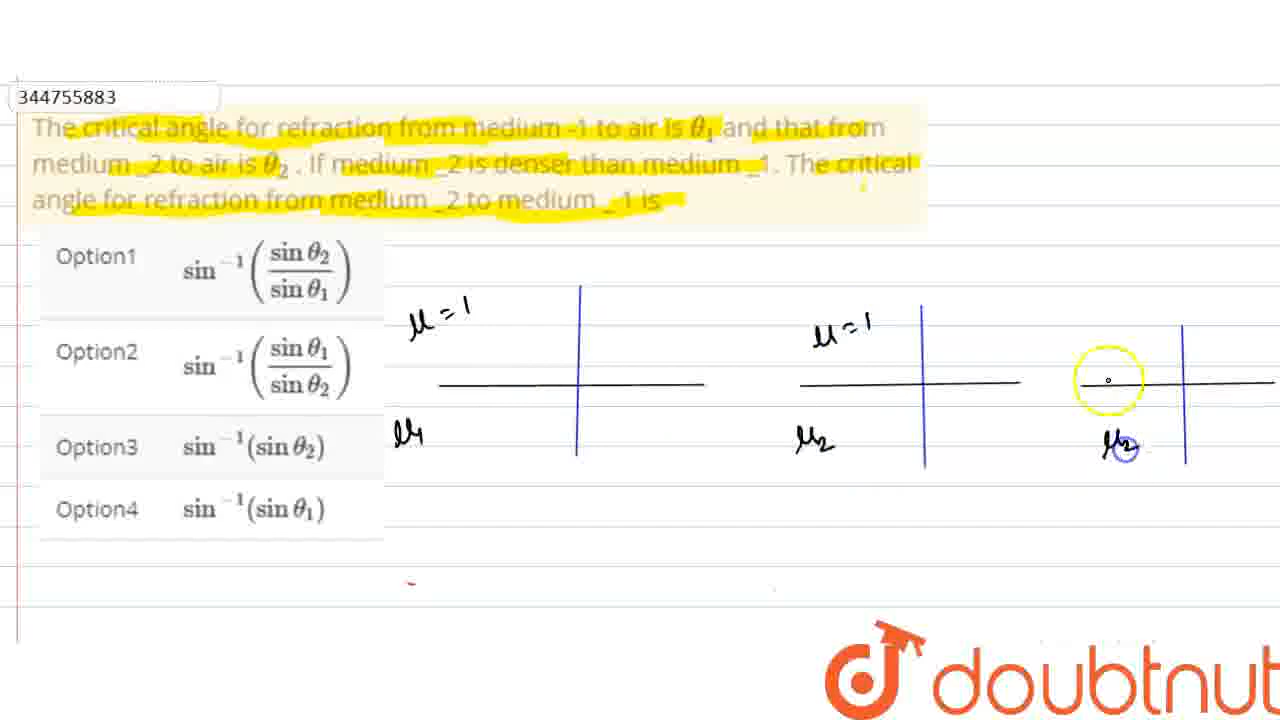 344755883
The critical angle for refraction from medium -1 to air is θ₁ and that from
medium _2 to air is θ₂ . If medium _2 is denser than medium _1. The critical
angle for refraction from medium _2 to medium _ 1 is
Option1 sin⁻¹(sin θ₂ / sin θ₁)
Option2 sin⁻¹(sin θ₁ / sin θ₂)
Option3 sin⁻¹(sin θ₂)
Option4 sin⁻¹(sin θ₁)
μ = 1
μ = 1
μ₁
μ₂
μ₂
doubtnut